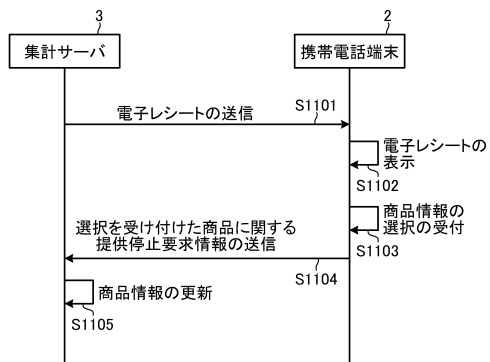 3
2
集計サーバ
携帯電話端末
電子レシートの送信
S1101
電子レシートの
表示
S1102
商品情報の
選択の受付
S1103
選択を受け付けた商品に関する
提供停止要求情報の送信
S1104
商品情報の更新
S1105